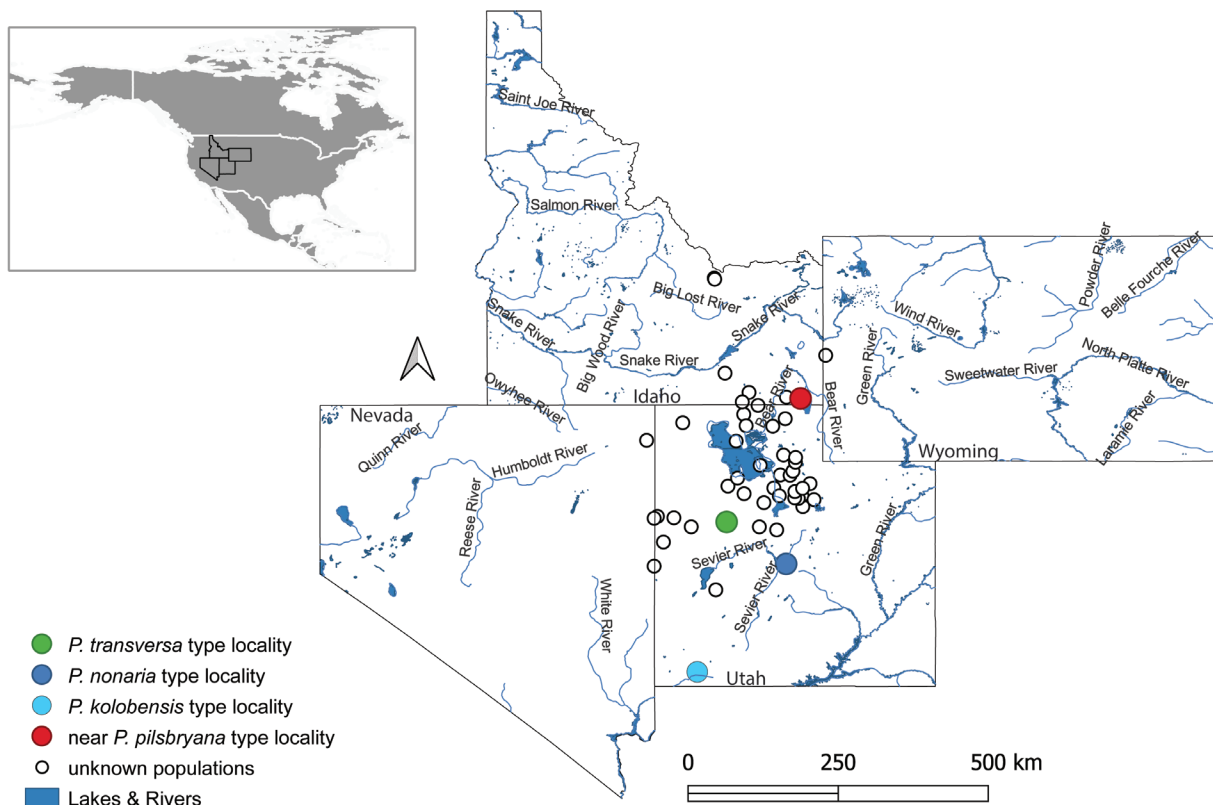 Saint Joe River
Salmon River
Big Lost River
Snake River
Snake River
Big Wood River
Snake River
Owyhee River
Idaho
Bear River
Bear River
Powder River
Belle Fourche River
Wind River
Green River
Sweetwater River
North Platte River
Laramie River
Wyoming
Nevada
Quinn River
Humboldt River
Reese River
White River
Sevier River
Sevier River
Green River
Utah
P. transversa type locality
P. nonaria type locality
P. kolobensis type locality
near P. pilsbryana type locality
unknown populations
Lakes & Rivers
0 250 500 km